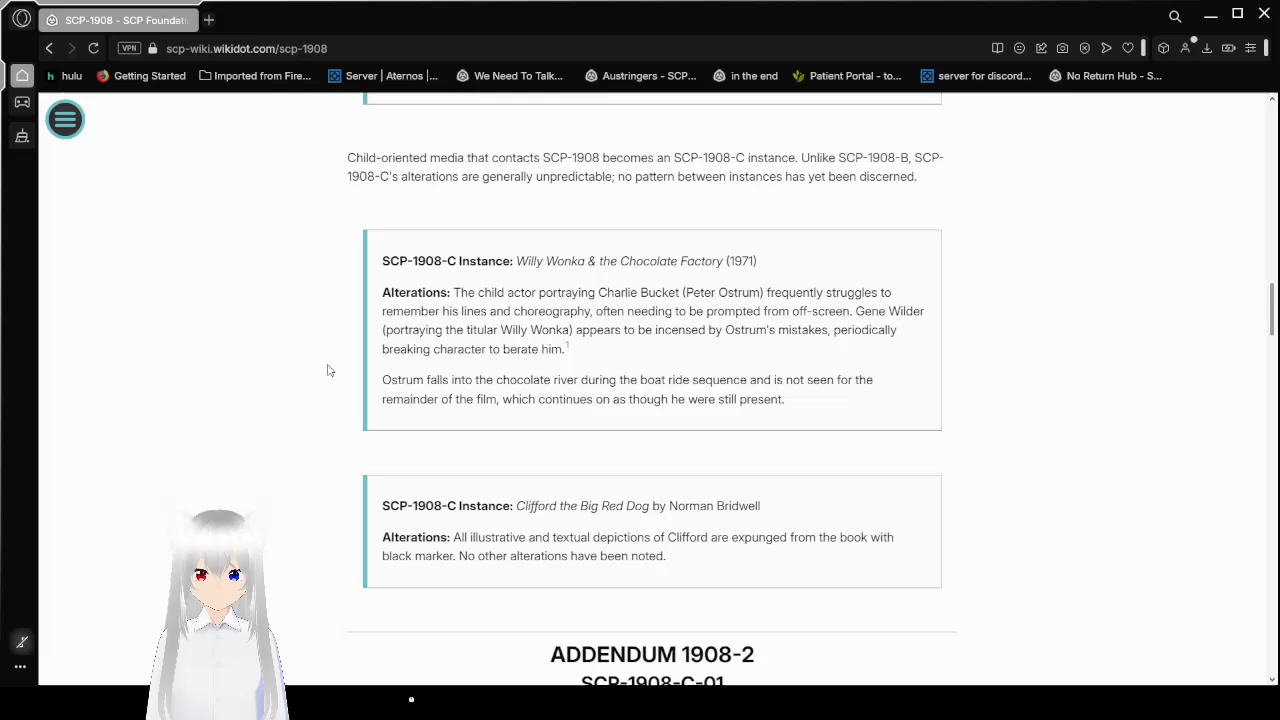 SCP-1908 - SCP Foundati
VPN scp-wiki.wikidot.com/scp-1908
h hulu Getting Started Imported from Fire... Server | Aternos |... We Need To Talk... Austringers - SCP... in the end Patient Portal - to... server for discord... No Return Hub - S...
Child-oriented media that contacts SCP-1908 becomes an SCP-1908-C instance. Unlike SCP-1908-B, SCP-
1908-C's alterations are generally unpredictable; no pattern between instances has yet been discerned.
SCP-1908-C Instance: Willy Wonka & the Chocolate Factory (1971)
Alterations: The child actor portraying Charlie Bucket (Peter Ostrum) frequently struggles to
remember his lines and choreography, often needing to be prompted from off-screen. Gene Wilder
(portraying the titular Willy Wonka) appears to be incensed by Ostrum's mistakes, periodically
breaking character to berate him.1
Ostrum falls into the chocolate river during the boat ride sequence and is not seen for the
remainder of the film, which continues on as though he were still present.
SCP-1908-C Instance: Clifford the Big Red Dog by Norman Bridwell
Alterations: All illustrative and textual depictions of Clifford are expunged from the book with
black marker. No other alterations have been noted.
ADDENDUM 1908-2
SCP-1908-C-01